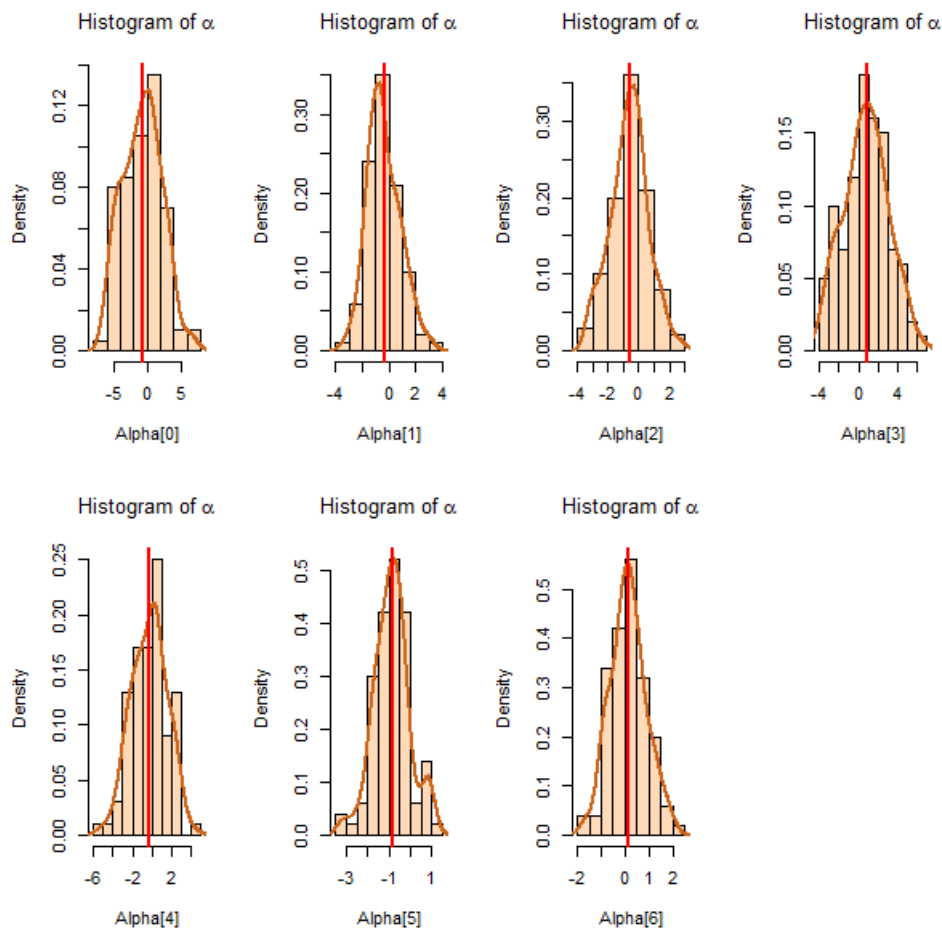 Histogram of α
Density
0.00 0.04 0.08 0.12
-5 0 5
Alpha[0]
Histogram of α
Density
0.00 0.10 0.20 0.30
-4 0 2 4
Alpha[1]
Histogram of α
Density
0.00 0.10 0.20 0.30
-4 -2 0 2
Alpha[2]
Histogram of α
Density
0.00 0.05 0.10 0.15
-4 0 4
Alpha[3]
Histogram of α
Density
0.00 0.05 0.10 0.15 0.20 0.25
-6 -2 2
Alpha[4]
Histogram of α
Density
0.0 0.1 0.2 0.3 0.4 0.5
-3 -1 1
Alpha[5]
Histogram of α
Density
0.0 0.1 0.2 0.3 0.4 0.5
-2 0 1 2
Alpha[6]